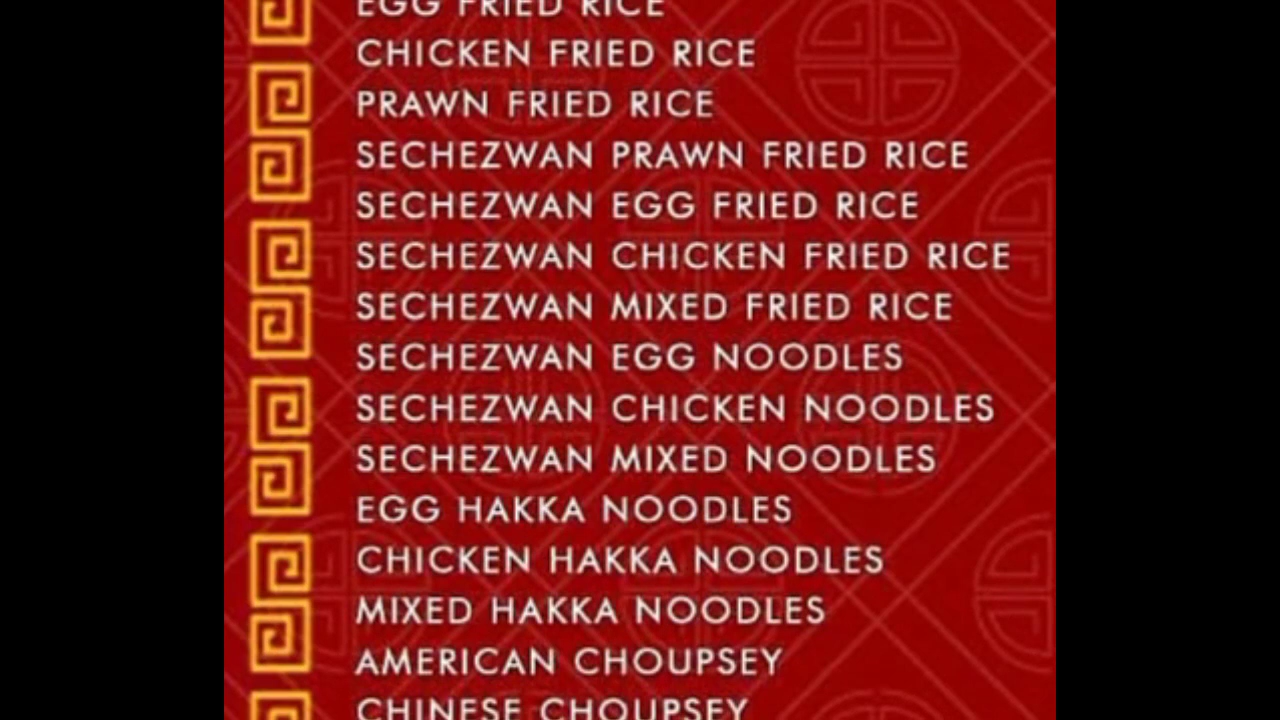 EGG FRIED RICE
CHICKEN FRIED RICE
PRAWN FRIED RICE
SECHEZWAN PRAWN FRIED RICE
SECHEZWAN EGG FRIED RICE
SECHEZWAN CHICKEN FRIED RICE
SECHEZWAN MIXED FRIED RICE
SECHEZWAN EGG NOODLES
SECHEZWAN CHICKEN NOODLES
SECHEZWAN MIXED NOODLES
EGG HAKKA NOODLES
CHICKEN HAKKA NOODLES
MIXED HAKKA NOODLES
AMERICAN CHOUPSEY
CHINESE CHOUPSEY